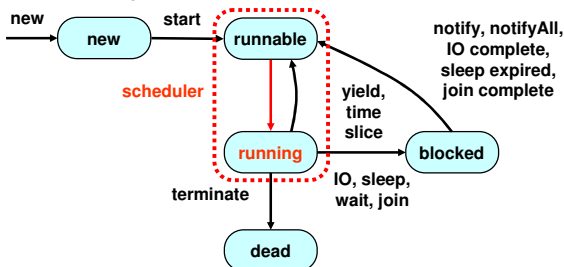 new
new
start
runnable
notify, notifyAll,
IO complete,
sleep expired,
join complete
scheduler
yield,
time
slice
running
blocked
IO, sleep,
wait, join
terminate
dead